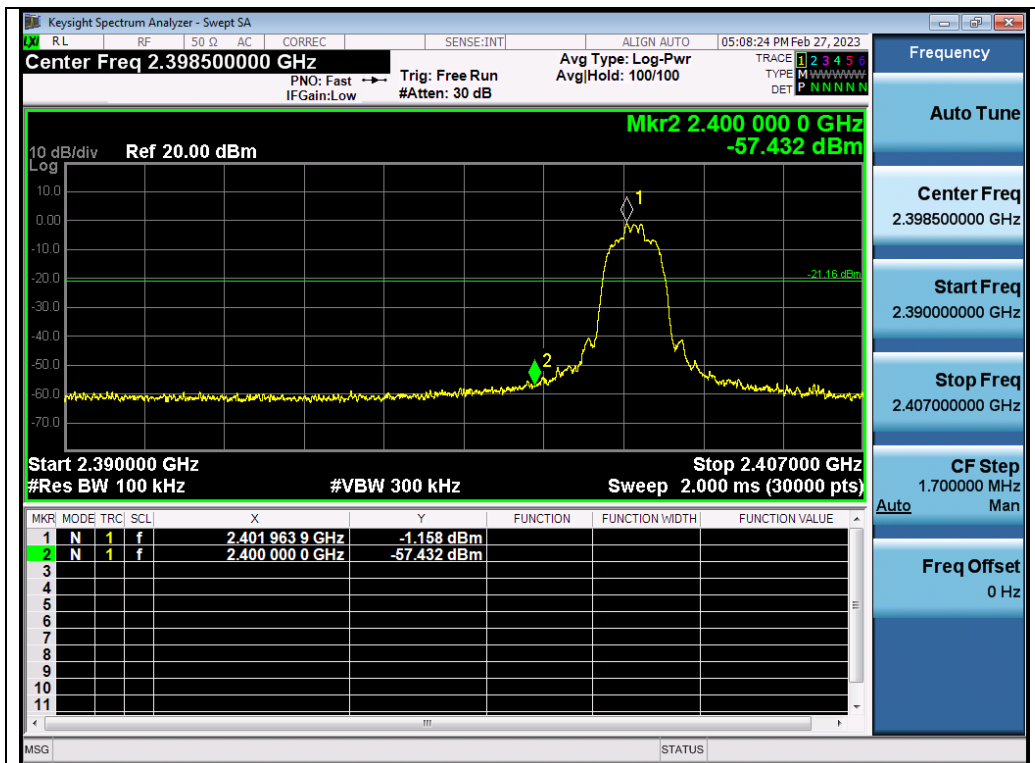 Keysight Spectrum Analyzer - Swept SA
LXI RL RF 50 Ω AC CORREC SENSE:INT ALIGN AUTO 05:08:24 PM Feb 27, 2023
Center Freq 2.398500000 GHz
PNO: Fast
IFGain:Low
Trig: Free Run
#Atten: 30 dB
Avg Type: Log-Pwr
Avg|Hold: 100/100
TRACE 1 2 3 4 5 6
TYPE M WWWWW
DET P N N N N N
Mkr2 2.400 000 0 GHz
-57.432 dBm
10 dB/div Ref 20.00 dBm
Log
10.0
0.00
-10.0
-20.0
-30.0
-40.0
-50.0
-60.0
-70.0
1
-21.16 dBm
2
Start 2.390000 GHz Stop 2.407000 GHz
#Res BW 100 kHz #VBW 300 kHz Sweep 2.000 ms (30000 pts)
MKR MODE TRC SCL X Y FUNCTION FUNCTION WIDTH FUNCTION VALUE
1 N 1 f 2.401 963 9 GHz -1.158 dBm
2 N 1 f 2.400 000 0 GHz -57.432 dBm
3
4
5
6
7
8
9
10
11
MSG STATUS
Frequency
Auto Tune
Center Freq
2.398500000 GHz
Start Freq
2.390000000 GHz
Stop Freq
2.407000000 GHz
CF Step
1.700000 MHz
Auto Man
Freq Offset
0 Hz